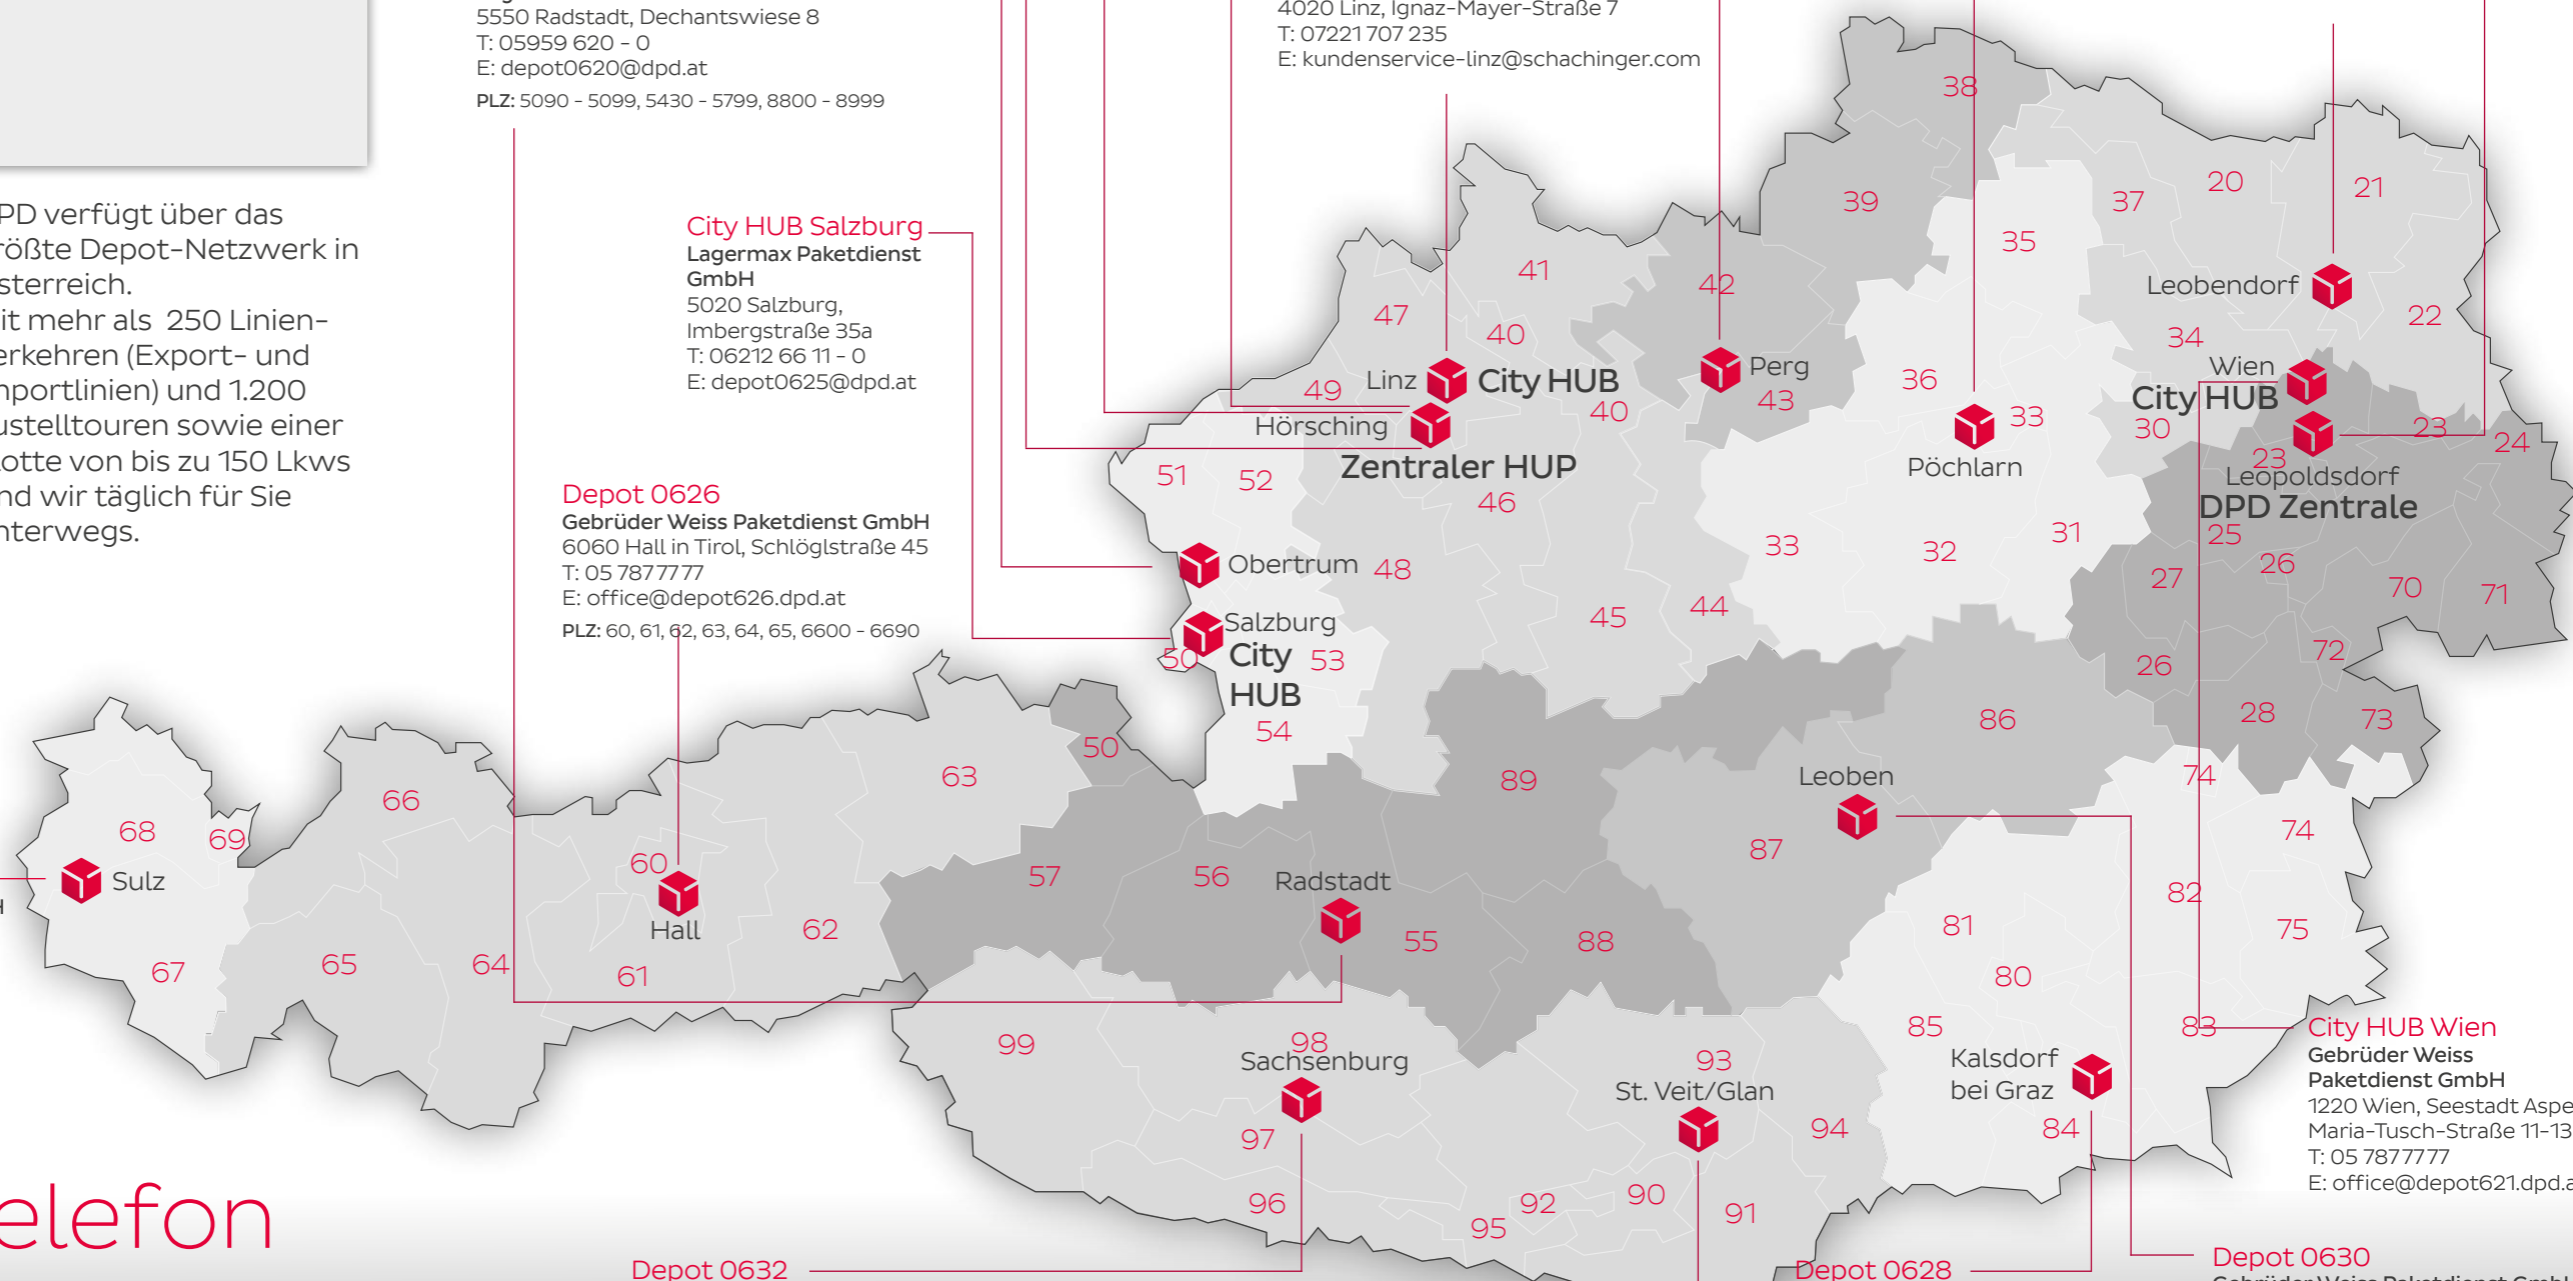 5550 Radstadt, Dechantswiese 8
T: 05959 620 - 0
E: depot0620@dpd.at
PLZ: 5090 - 5099, 5430 - 5799, 8800 - 8999
4020 Linz, Ignaz-Mayer-Straße 7
T: 07221 707 235
E: kundenservice-linz@schachinger.com
PD verfügt über das
rößte Depot-Netzwerk in
sterreich.
it mehr als 250 Linien-
erkehren (Export- und
mportlinien) und 1.200
ustelltouren sowie einer
lotte von bis zu 150 Lkws
nd wir täglich für Sie
nterwegs.
City HUB Salzburg
Lagermax Paketdienst
GmbH
5020 Salzburg,
Imbergstraße 35a
T: 06212 66 11 - 0
E: depot0625@dpd.at
Depot 0626
Gebrüder Weiss Paketdienst GmbH
6060 Hall in Tirol, Schlöglstraße 45
T: 05 7877777
E: office@depot626.dpd.at
PLZ: 60, 61, 62, 63, 64, 65, 6600 - 6690
38
39
37
20
21
35
41
42
47
40
Leobendorf
22
34
49
Linz
City HUB
40
Perg
43
36
33
Wien
City HUB
30
23
24
Hörsching
Zentraler HUP
Pöchlarn
23
Leopoldsdorf
DPD Zentrale
51
52
46
33
32
31
25
26
27
70
71
Obertrum
48
45
44
Salzburg
City
HUB
50
53
54
26
72
28
73
86
50
63
89
66
68
69
Sulz
67
65
64
60
Hall
61
62
57
56
Radstadt
55
88
Leoben
87
74
74
82
75
81
80
85
83
99
98
Sachsenburg
97
96
95
92
90
91
93
St. Veit/Glan
94
Kalsdorf
bei Graz
84
City HUB Wien
Gebrüder Weiss
Paketdienst GmbH
1220 Wien, Seestadt Aspe
Maria-Tusch-Straße 11-13
T: 05 7877777
E: office@depot621.dpd.a
elefon
Depot 0632
Depot 0628
Depot 0630